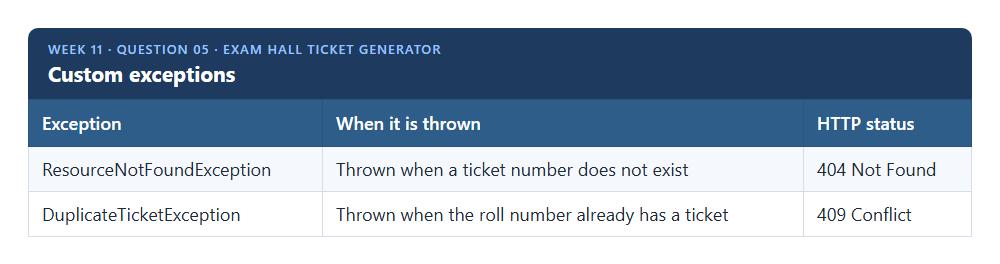 WEEK 11 · QUESTION 05 · EXAM HALL TICKET GENERATOR
Custom exceptions
Exception When it is thrown HTTP status
ResourceNotFoundException Thrown when a ticket number does not exist 404 Not Found
DuplicateTicketException Thrown when the roll number already has a ticket 409 Conflict